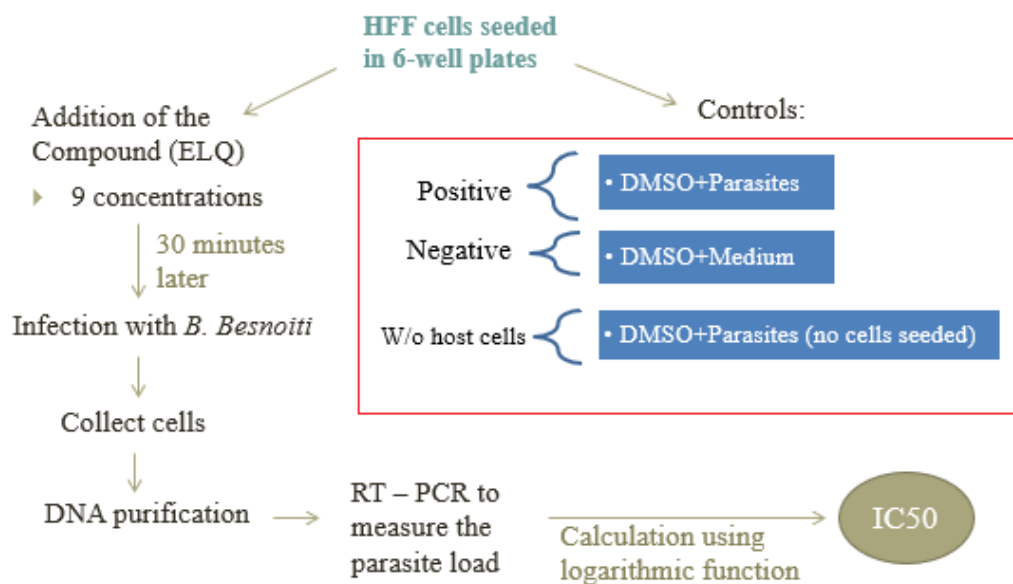 HFF cells seeded
in 6-well plates
Addition of the
Compound (ELQ)
9 concentrations
30 minutes
later
Infection with B. Besnoiti
Collect cells
DNA purification
RT – PCR to
measure the
parasite load
Calculation using
logarithmic function
IC50
Controls:
Positive
• DMSO+Parasites
Negative
• DMSO+Medium
W/o host cells
• DMSO+Parasites (no cells seeded)